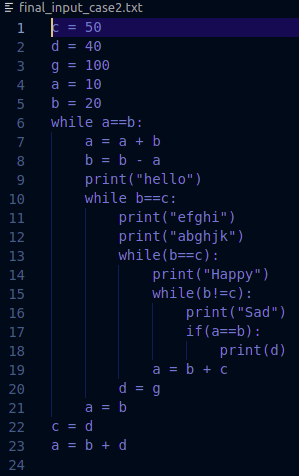 final_input_case2.txt
1 c = 50
2 d = 40
3 g = 100
4 a = 10
5 b = 20
6 while a==b:
7     a = a + b
8     b = b - a
9     print("hello")
10     while b==c:
11         print("efghi")
12         print("abghjk")
13         while(b==c):
14             print("Happy")
15             while(b!=c):
16                 print("Sad")
17                 if(a==b):
18                     print(d)
19             a = b + c
20         d = g
21     a = b
22 c = d
23 a = b + d
24